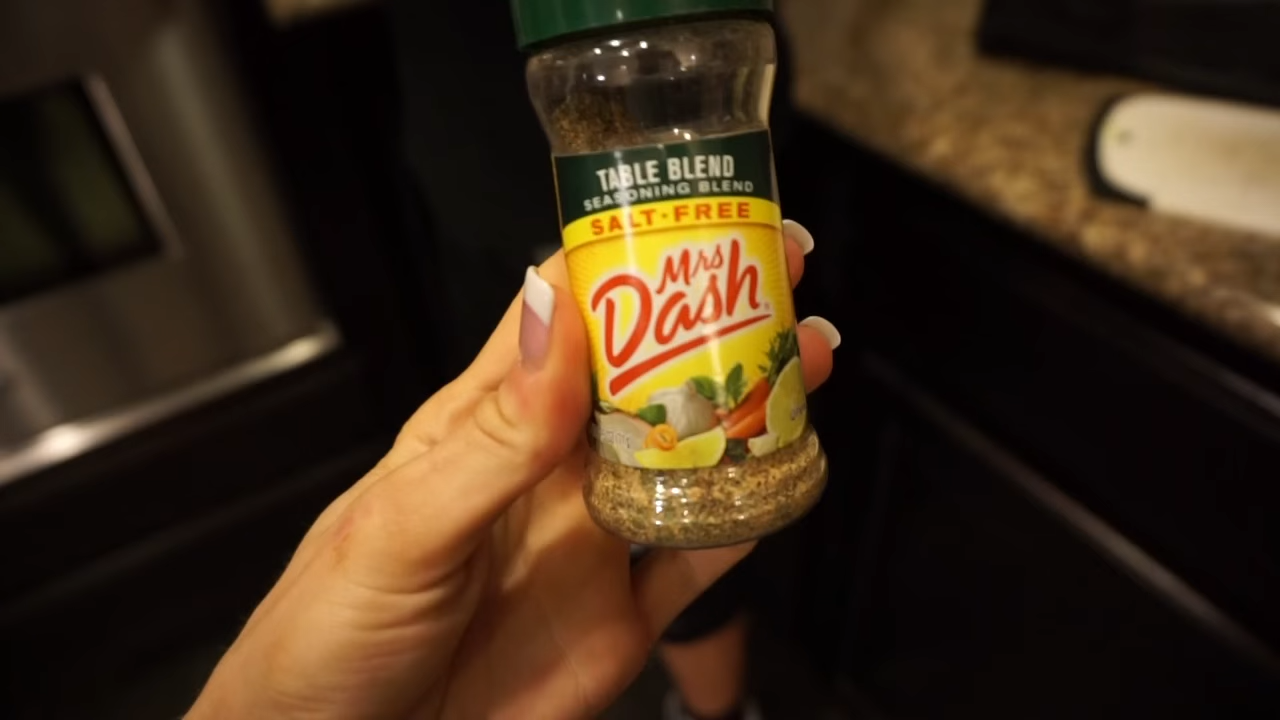 TABLE BLEND
SEASONING BLEND
SALT-FREE
Mrs
Dash